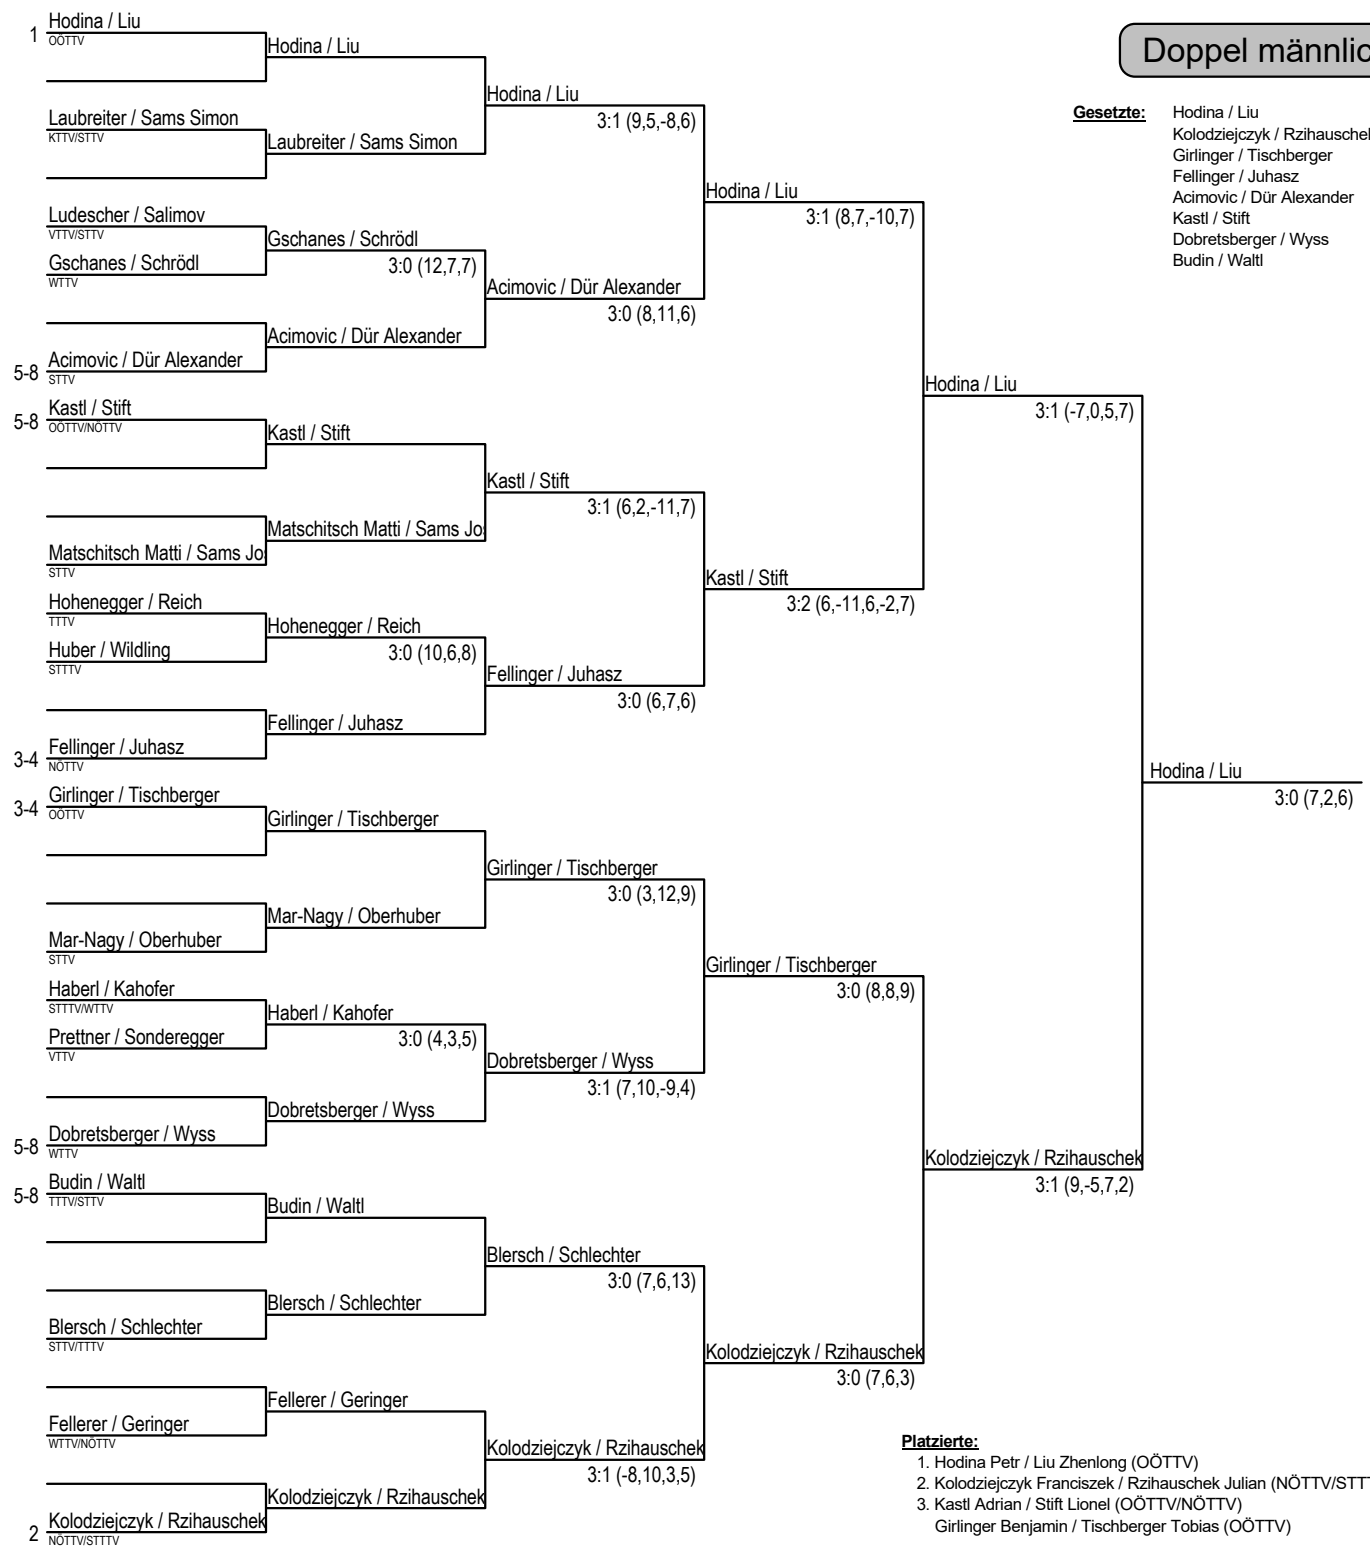 Doppel männlic
Gesetzte: Hodina / Liu
Kolodziejczyk / Rzihauschek
Girlinger / Tischberger
Fellinger / Juhasz
Acimovic / Dür Alexander
Kastl / Stift
Dobretsberger / Wyss
Budin / Waltl
1 Hodina / Liu
OÖTTV
Laubreiter / Sams Simon
KTTV/STTV
Ludescher / Salimov
VTTV/STTV
Gschanes / Schrödl
WTTV
5-8 Acimovic / Dür Alexander
STTV
5-8 Kastl / Stift
OÖTTV/NÖTTV
Matschitsch Matti / Sams Jo
STTV
Hohenegger / Reich
TTTV
Huber / Wildling
STTTV
3-4 Fellinger / Juhasz
NÖTTV
3-4 Girlinger / Tischberger
OÖTTV
Mar-Nagy / Oberhuber
STTV
Haberl / Kahofer
STTTV/WTTV
Prettner / Sonderegger
VTTV
5-8 Dobretsberger / Wyss
WTTV
5-8 Budin / Waltl
TTTV/STTV
Blersch / Schlechter
STTV/TTTV
Fellerer / Geringer
WTTV/NÖTTV
2 Kolodziejczyk / Rzihauschek
NÖTTV/STTTV
Hodina / Liu
Laubreiter / Sams Simon
Gschanes / Schrödl
3:0 (12,7,7)
Acimovic / Dür Alexander
Kastl / Stift
Matschitsch Matti / Sams Jo
Hohenegger / Reich
3:0 (10,6,8)
Fellinger / Juhasz
Girlinger / Tischberger
Mar-Nagy / Oberhuber
Haberl / Kahofer
3:0 (4,3,5)
Dobretsberger / Wyss
Budin / Waltl
Blersch / Schlechter
Fellerer / Geringer
Kolodziejczyk / Rzihauschek
Hodina / Liu
3:1 (9,5,-8,6)
Acimovic / Dür Alexander
3:0 (8,11,6)
Kastl / Stift
3:1 (6,2,-11,7)
Fellinger / Juhasz
3:0 (6,7,6)
Girlinger / Tischberger
3:0 (3,12,9)
Dobretsberger / Wyss
3:1 (7,10,-9,4)
Blersch / Schlechter
3:0 (7,6,13)
Kolodziejczyk / Rzihauschek
3:1 (-8,10,3,5)
Hodina / Liu
3:1 (8,7,-10,7)
Kastl / Stift
3:2 (6,-11,6,-2,7)
Girlinger / Tischberger
3:0 (8,8,9)
Kolodziejczyk / Rzihauschek
3:0 (7,6,3)
Hodina / Liu
3:1 (-7,0,5,7)
Kolodziejczyk / Rzihauschek
3:1 (9,-5,7,2)
Hodina / Liu
3:0 (7,2,6)
Platzierte:
1. Hodina Petr / Liu Zhenlong (OÖTTV)
2. Kolodziejczyk Franciszek / Rzihauschek Julian (NÖTTV/STT
3. Kastl Adrian / Stift Lionel (OÖTTV/NÖTTV)
Girlinger Benjamin / Tischberger Tobias (OÖTTV)